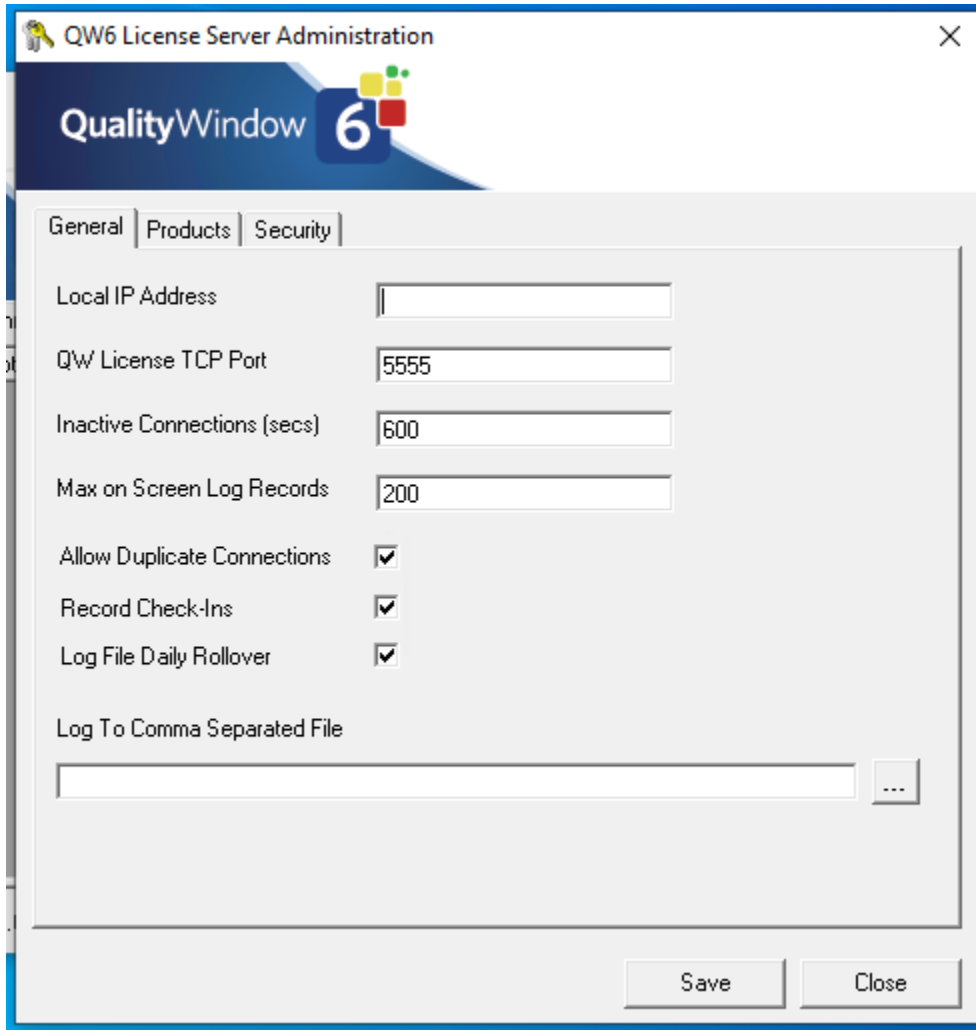 QW6 License Server Administration
QualityWindow 6
General Products Security
Local IP Address
QW License TCP Port 5555
Inactive Connections (secs) 600
Max on Screen Log Records 200
Allow Duplicate Connections
Record Check-Ins
Log File Daily Rollover
Log To Comma Separated File
...
Save Close